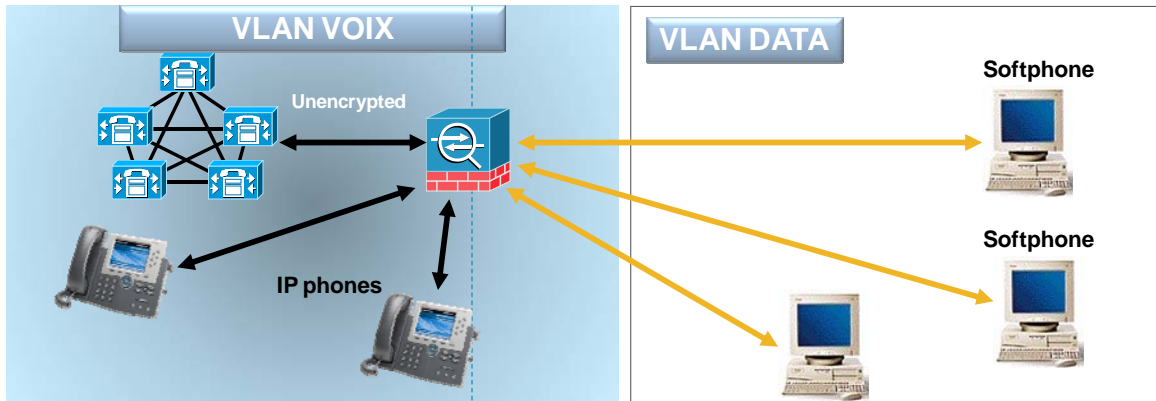 VLAN VOIX
VLAN DATA
Softphone
Unencrypted
Softphone
IP phones